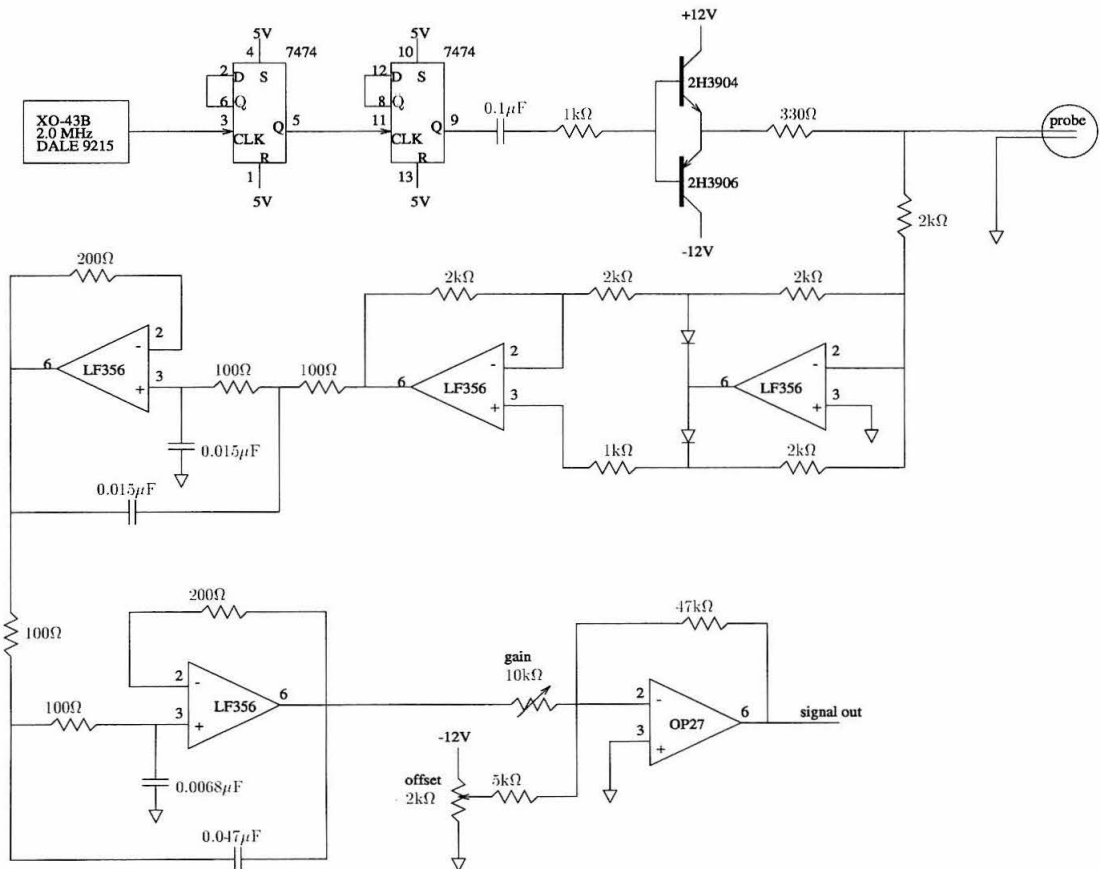 +12V
5V
5V
4
7474
10
7474
2
D
S
12
D
S
2H3904
6
Q
8
Q
0.1μF
1kΩ
330Ω
probe
XO-43B
2.0 MHz
DALE 9215
3
Q
5
11
Q
9
CLK
CLK
R
R
1
13
2H3906
5V
5V
2kΩ
-12V
200Ω
2kΩ
2kΩ
2kΩ
2
-
6
LF356
3
+
100Ω
100Ω
2
-
6
LF356
3
+
2
-
6
LF356
3
+
0.015μF
1kΩ
2kΩ
0.015μF
200Ω
47kΩ
100Ω
gain
10kΩ
2
-
LF356
6
3
+
100Ω
2
-
OP27
6
3
+
signal out
-12V
0.0068μF
offset
2kΩ
5kΩ
0.047μF